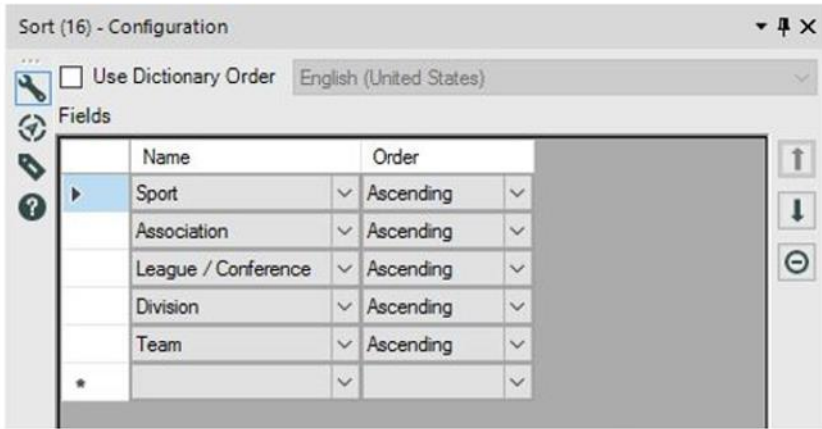 Sort (16) - Configuration
Use Dictionary Order English (United States)
Fields
Name Order
Sport Ascending
Association Ascending
League / Conference Ascending
Division Ascending
Team Ascending
*